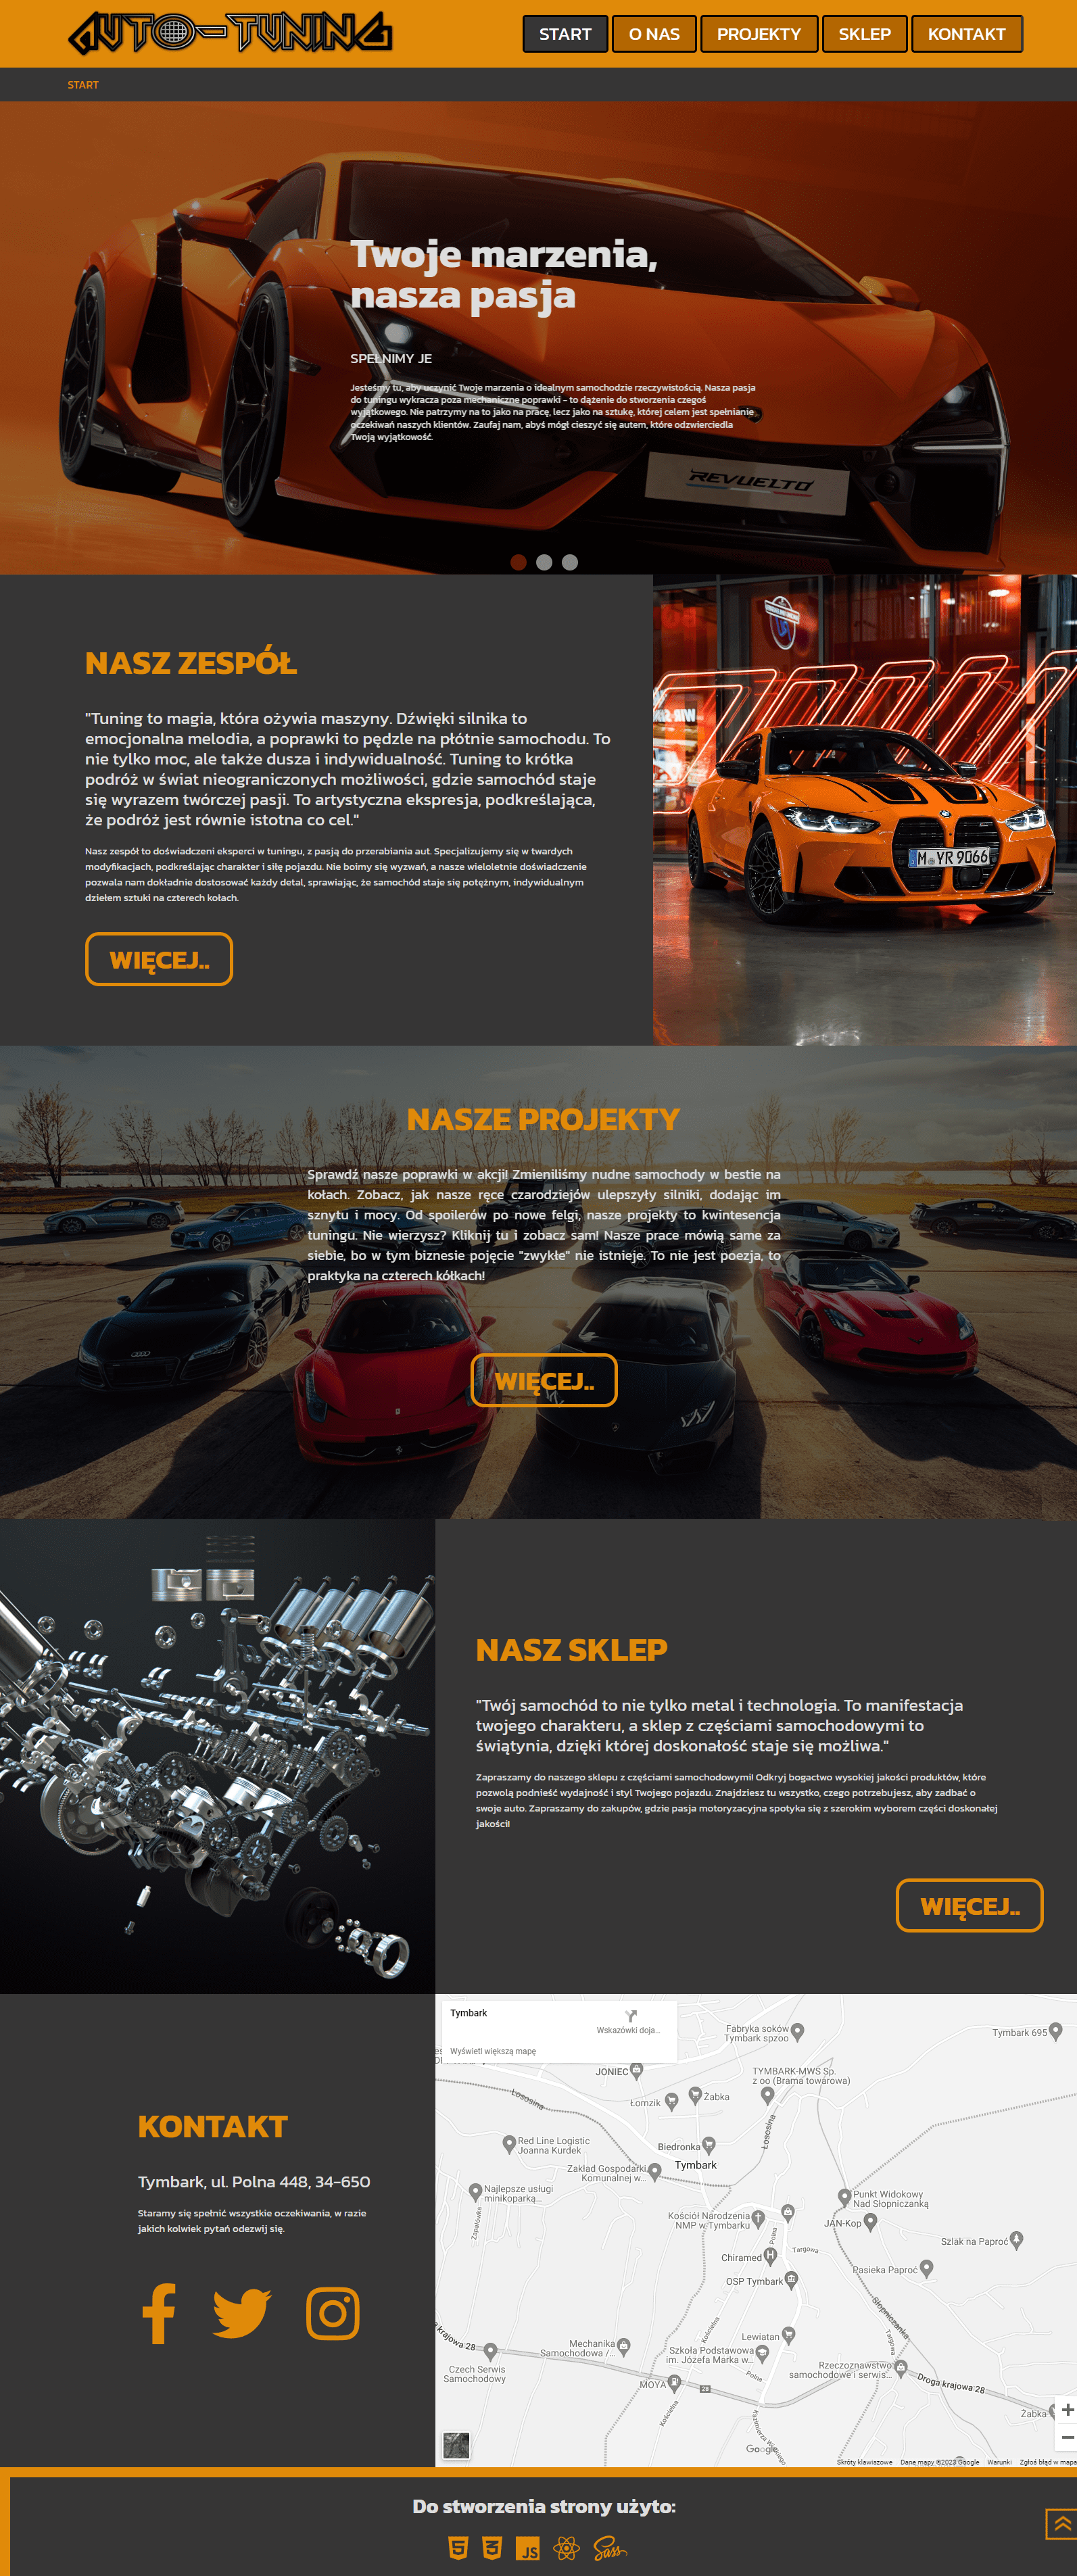 AUTO-TUNING
START
O NAS
PROJEKTY
SKLEP
KONTAKT
START
Twoje marzenia,
nasza pasja
SPEŁNIMY JE
Jesteśmy tu, aby uczynić Twoje marzenia o idealnym samochodzie rzeczywistością. Nasza pasja
do tuningu wykracza poza mechaniczne poprawki - to dążenie do stworzenia czegoś
wyjątkowego. Nie patrzymy na to jako na pracę, lecz jako na sztukę, której celem jest spełnianie
oczekiwań naszych klientów. Zaufaj nam, abyś mógł cieszyć się autem, które odzwierciedla
Twoją wyjątkowość.
REVUELTO
NASZ ZESPÓŁ
"Tuning to magia, która ożywia maszyny. Dźwięki silnika to
emocjonalna melodia, a poprawki to pędzle na płótnie samochodu. To
nie tylko moc, ale także dusza i indywidualność. Tuning to krótka
podróż w świat nieograniczonych możliwości, gdzie samochód staje
się wyrazem twórczej pasji. To artystyczna ekspresja, podkreślająca,
że podróż jest równie istotna co cel."
Nasz zespół to doświadczeni eksperci w tuningu, z pasją do przerabiania aut. Specjalizujemy się w twardych
modyfikacjach, podkreślając charakter i siłę pojazdu. Nie boimy się wyzwań, a nasze wieloletnie doświadczenie
pozwala nam dokładnie dostosować każdy detal, sprawiając, że samochód staje się potężnym, indywidualnym
dziełem sztuki na czterech kołach.
WIĘCEJ..
M YR 9066
NASZE PROJEKTY
Sprawdź nasze poprawki w akcji! Zmieniliśmy nudne samochody w bestie na
kołach. Zobacz, jak nasze ręce czarodziejów ulepszyły silniki, dodając im
sznytu i mocy. Od spoilerów po nowe felgi, nasze projekty to kwintesencja
tuningu. Nie wierzysz? Kliknij tu i zobacz sam! Nasze prace mówią same za
siebie, bo w tym biznesie pojęcie "zwykłe" nie istnieje. To nie jest poezja, to
praktyka na czterech kółkach!
WIĘCEJ..
NASZ SKLEP
"Twój samochód to nie tylko metal i technologia. To manifestacja
twojego charakteru, a sklep z częściami samochodowymi to
świątynia, dzięki której doskonałość staje się możliwa."
Zapraszamy do naszego sklepu z częściami samochodowymi! Odkryj bogactwo wysokiej jakości produktów, które
pozwolą podnieść wydajność i styl Twojego pojazdu. Znajdziesz tu wszystko, czego potrzebujesz, aby zadbać o
swoje auto. Zapraszamy do zakupów, gdzie pasja motoryzacyjna spotyka się z szerokim wyborem części doskonałej
jakości!
WIĘCEJ..
KONTAKT
Tymbark, ul. Polna 448, 34-650
Staramy się spełnić wszystkie oczekiwania, w razie
jakich kolwiek pytań odezwij się.
Tymbark
Wskazówki doja...
Wyświetl większą mapę
Fabryka soków
Tymbark spzoo
Tymbark 695
JONIEC
TYMBARK-MWS Sp.
z oo (Brama towarowa)
Łososina
Łomzik
Żabka
Łososina
Red Line Logistic
Joanna Kurdek
Biedronka
Zakład Gospodarki
Komunalnej w...
Tymbark
Najlepsze usługi
minikoparką...
Zapałówka
Punkt Widokowy
Nad Słopniczanką
Kościół Narodzenia
NMP w Tymbarku
JAN-Kop
Polna
Szlak na Paproć
Chiramed
Targowa
Pasieka Paproć
OSP Tymbark
Słopniczanka
Kościelna
Targowa
krajowa 28
Mechanika
Samochodowa /...
Lewiatan
Szkoła Podstawowa
im. Józefa Marka w...
Czech Serwis
Samochodowy
Polna
Rzeczoznawstwo
samochodowe i serwis...
MOYA
28
Droga krajowa 28
Kościelna
Kazimierza Wielkiego
Żabka
Google
Skróty klawiszowe
Dane mapy ©2023 Google
Warunki
Zgłoś błąd w mapa
Do stworzenia strony użyto:
5
3
JS
Sass